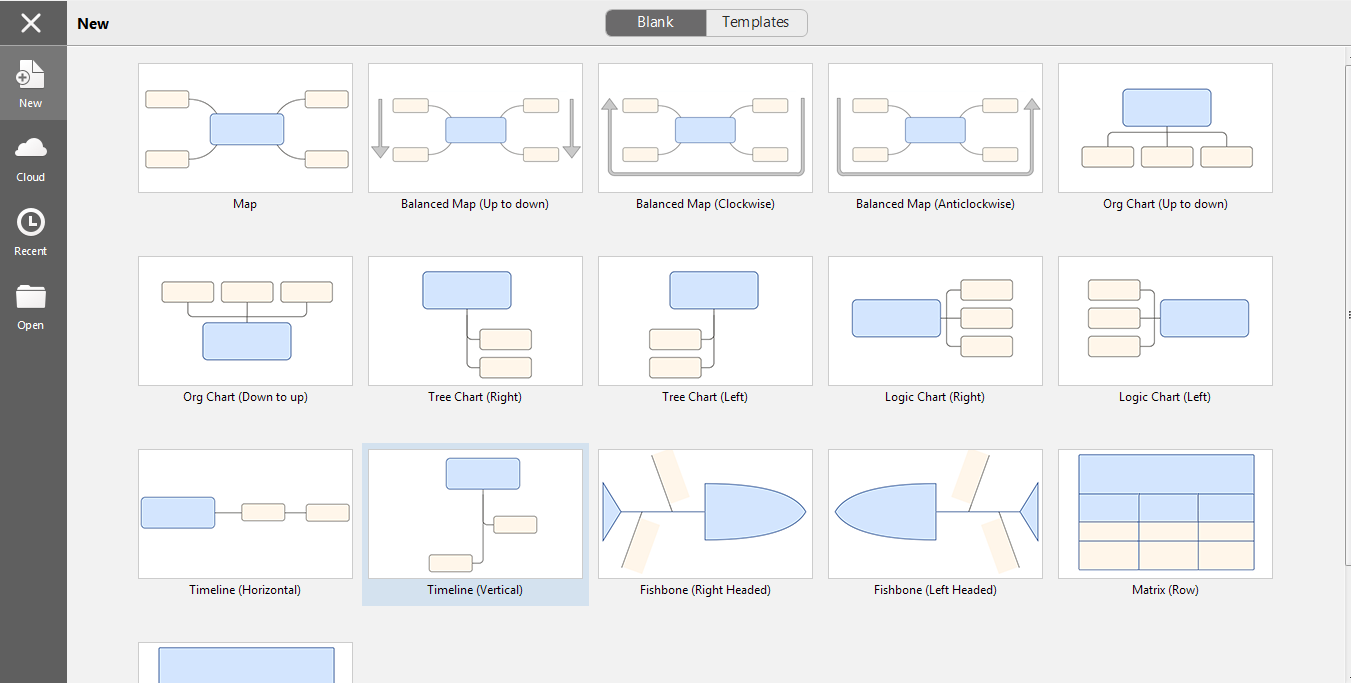 New
Blank
Templates
New
Cloud
Recent
Open
Map
Balanced Map (Up to down)
Balanced Map (Clockwise)
Balanced Map (Anticlockwise)
Org Chart (Up to down)
Org Chart (Down to up)
Tree Chart (Right)
Tree Chart (Left)
Logic Chart (Right)
Logic Chart (Left)
Timeline (Horizontal)
Timeline (Vertical)
Fishbone (Right Headed)
Fishbone (Left Headed)
Matrix (Row)